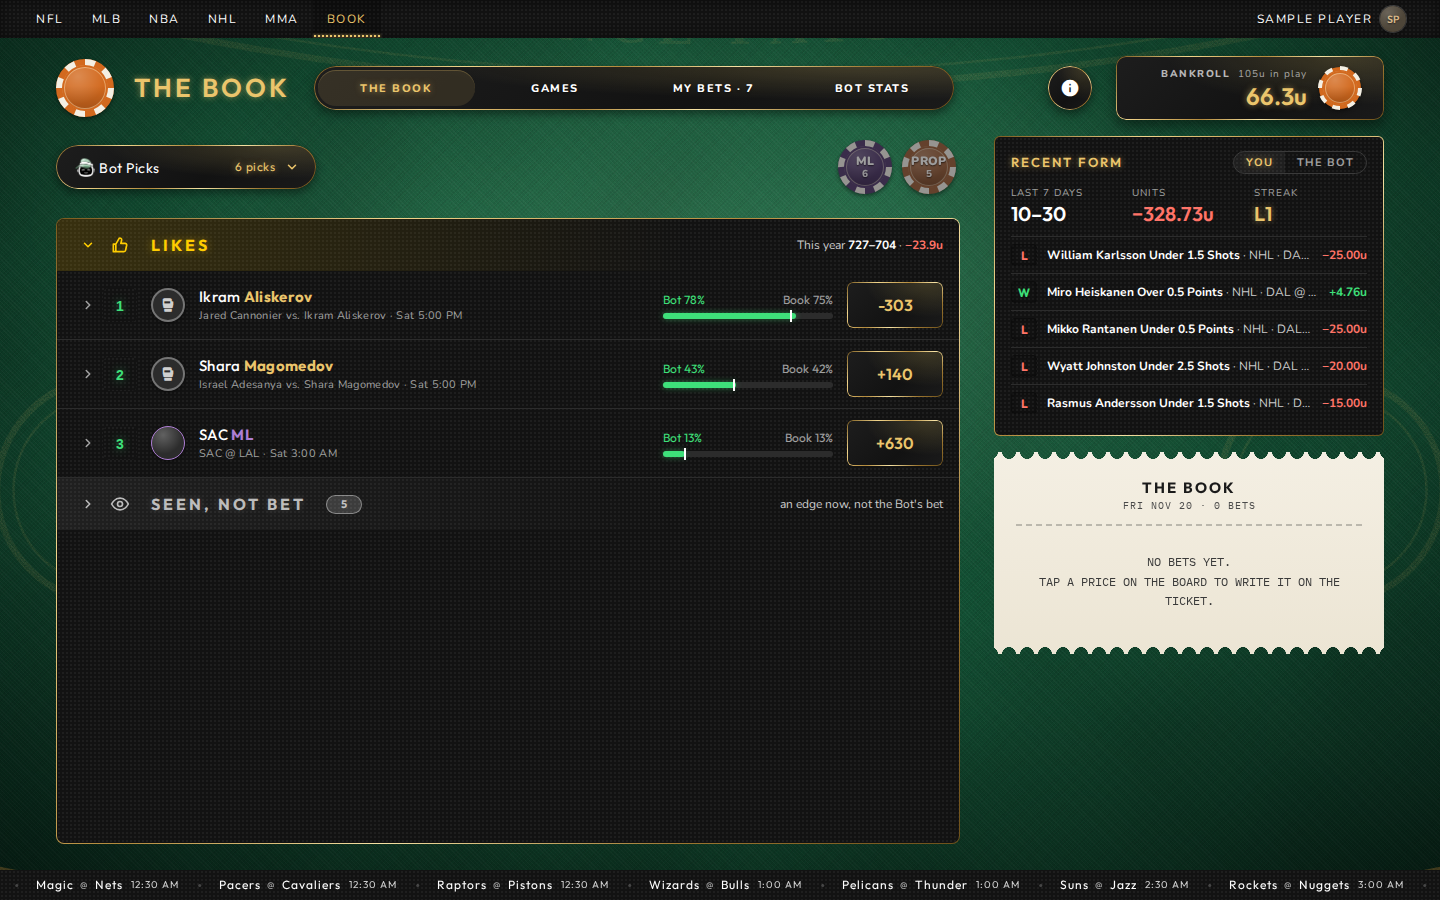 NFL MLB NBA NHL MMA BOOK SAMPLE PLAYER SP
THE BOOK THE BOOK GAMES MY BETS · 7 BOT STATS
BANKROLL 105u in play
66.3u
Bot Picks 6 picks
ML
6
PROP
5
LIKES This year 727–704 · −23.9u
1 Ikram Aliskerov Bot 78% Book 75% -303
Jared Cannonier vs. Ikram Aliskerov · Sat 5:00 PM
2 Shara Magomedov Bot 43% Book 42% +140
Israel Adesanya vs. Shara Magomedov · Sat 5:00 PM
3 SAC ML Bot 13% Book 13% +630
SAC @ LAL · Sat 3:00 AM
SEEN, NOT BET 5 an edge now, not the Bot's bet
RECENT FORM YOU THE BOT
LAST 7 DAYS UNITS STREAK
10–30 −328.73u L1
L William Karlsson Under 1.5 Shots · NHL · DA... −25.00u
W Miro Heiskanen Over 0.5 Points · NHL · DAL @ ... +4.76u
L Mikko Rantanen Under 0.5 Points · NHL · DAL... −25.00u
L Wyatt Johnston Under 2.5 Shots · NHL · DAL ... −20.00u
L Rasmus Andersson Under 1.5 Shots · NHL · D... −15.00u
THE BOOK
FRI NOV 20 · 0 BETS
NO BETS YET.
TAP A PRICE ON THE BOARD TO WRITE IT ON THE
TICKET.
Magic @ Nets 12:30 AM · Pacers @ Cavaliers 12:30 AM · Raptors @ Pistons 12:30 AM · Wizards @ Bulls 1:00 AM · Pelicans @ Thunder 1:00 AM · Suns @ Jazz 2:30 AM · Rockets @ Nuggets 3:00 AM